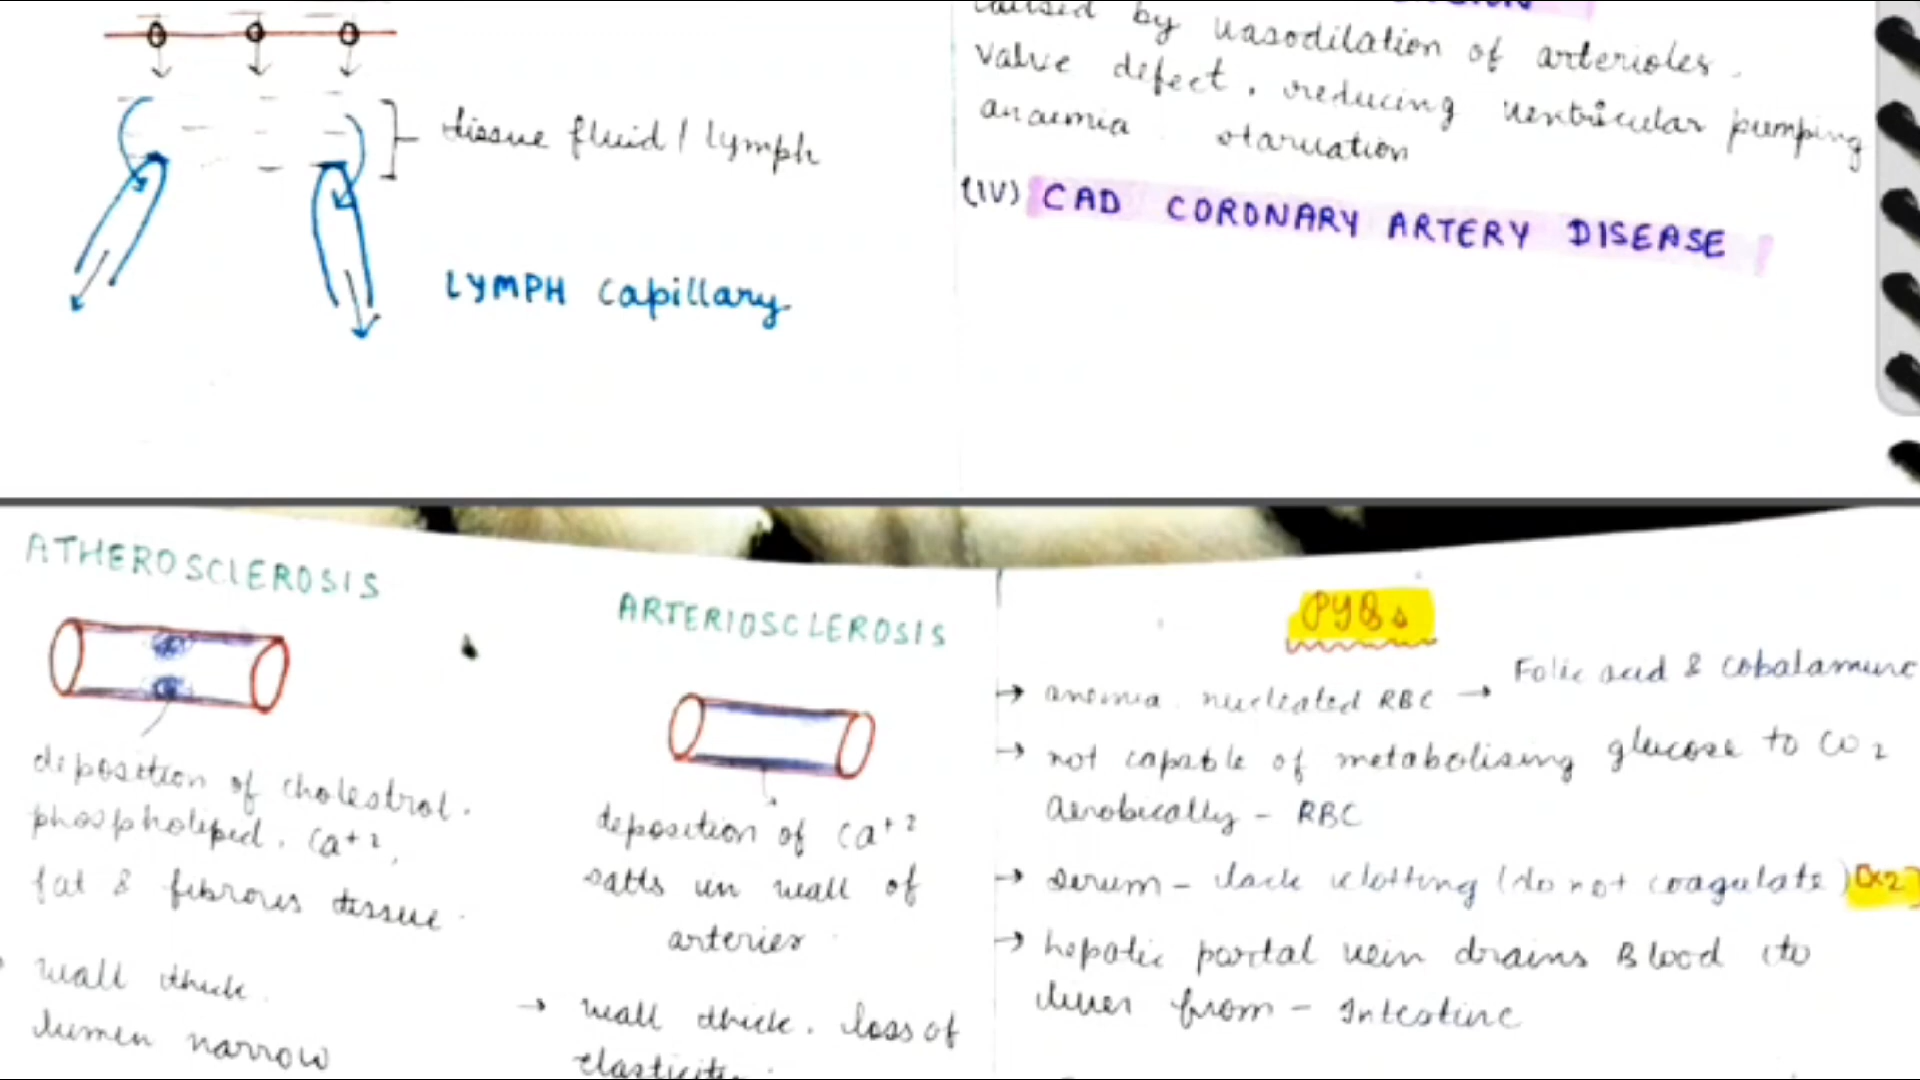 tissue fluid / lymph
LYMPH capillary
caused by vasodilation of arterioles.
valve defect, reducing ventricular pumping
anaemia starvation
(IV) CAD CORONARY ARTERY DISEASE
ATHEROSCLEROSIS
deposition of cholestrol.
phospholipid, Ca+2,
fat & fibrous tissue
wall thick.
lumen narrow
ARTERIOSCLEROSIS
deposition of Ca+2
salts in wall of
arteries
→ wall thick. loss of
elasticity.
PYQs
→ anemia nucleated RBC → Folic acid & cobalamine
→ not capable of metabolising glucose to CO2
aerobically - RBC
→ serum - lack clotting (do not coagulate)
→ hepatic portal vein drains Blood to
liver from - Intestine